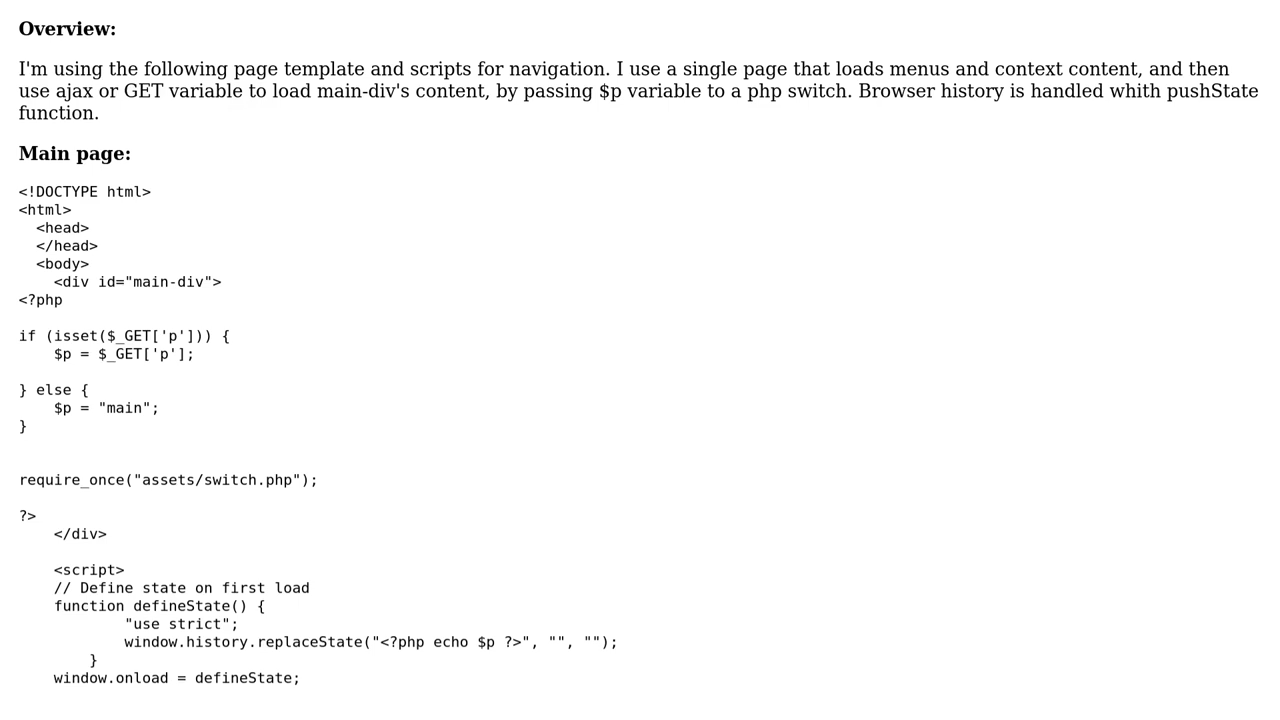 Overview:
I'm using the following page template and scripts for navigation. I use a single page that loads menus and context content, and then
use ajax or GET variable to load main-div's content, by passing $p variable to a php switch. Browser history is handled whith pushState
function.
Main page:
<!DOCTYPE html>
<html>
  <head>
  </head>
  <body>
    <div id="main-div">
<?php
if (isset($_GET['p'])) {
    $p = $_GET['p'];
} else {
    $p = "main";
}
require_once("assets/switch.php");
?>
    </div>
    <script>
    // Define state on first load
    function defineState() {
            "use strict";
            window.history.replaceState("<?php echo $p ?>", "", "");
        }
    window.onload = defineState;